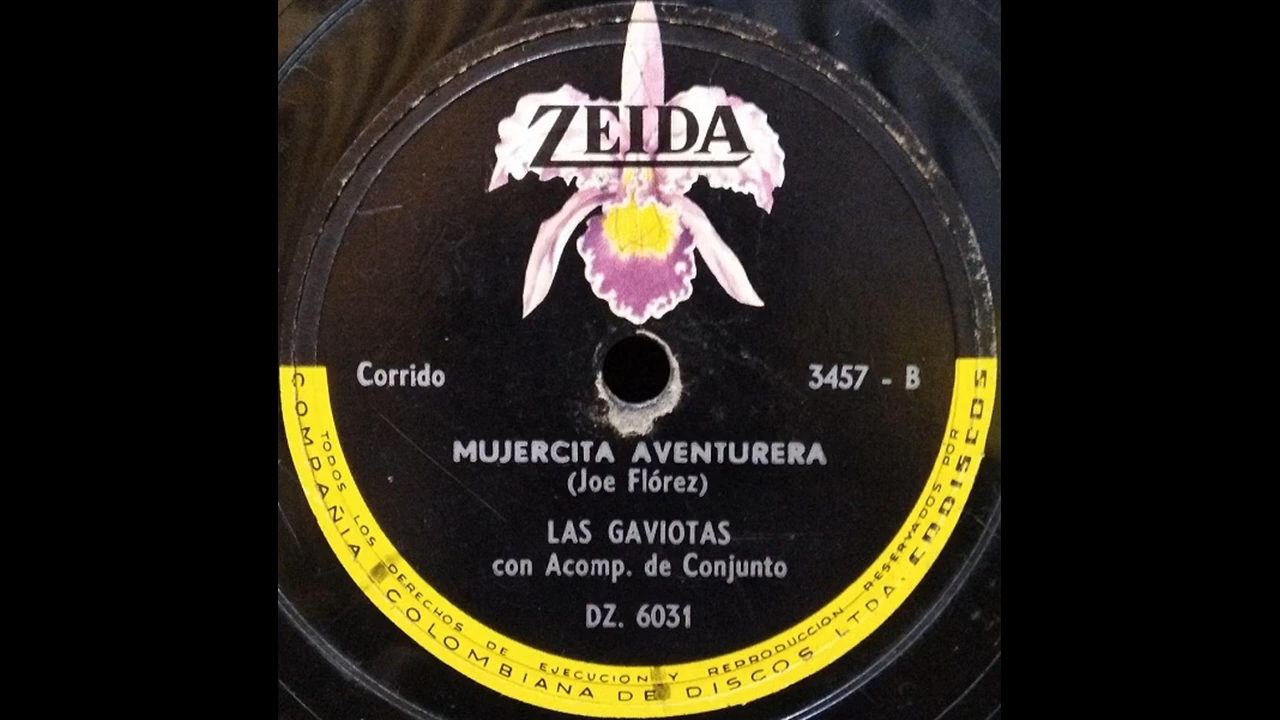 ZEIDA
Corrido
3457 - B
MUJERCITA AVENTURERA
(Joe Flórez)
LAS GAVIOTAS
con Acomp. de Conjunto
DZ. 6031
TODOS LOS DERECHOS DE EJECUCION Y REPRODUCCION RESERVADOS POR
COMPAÑIA COLOMBIANA DE DISCOS LTDA. CODISCOS